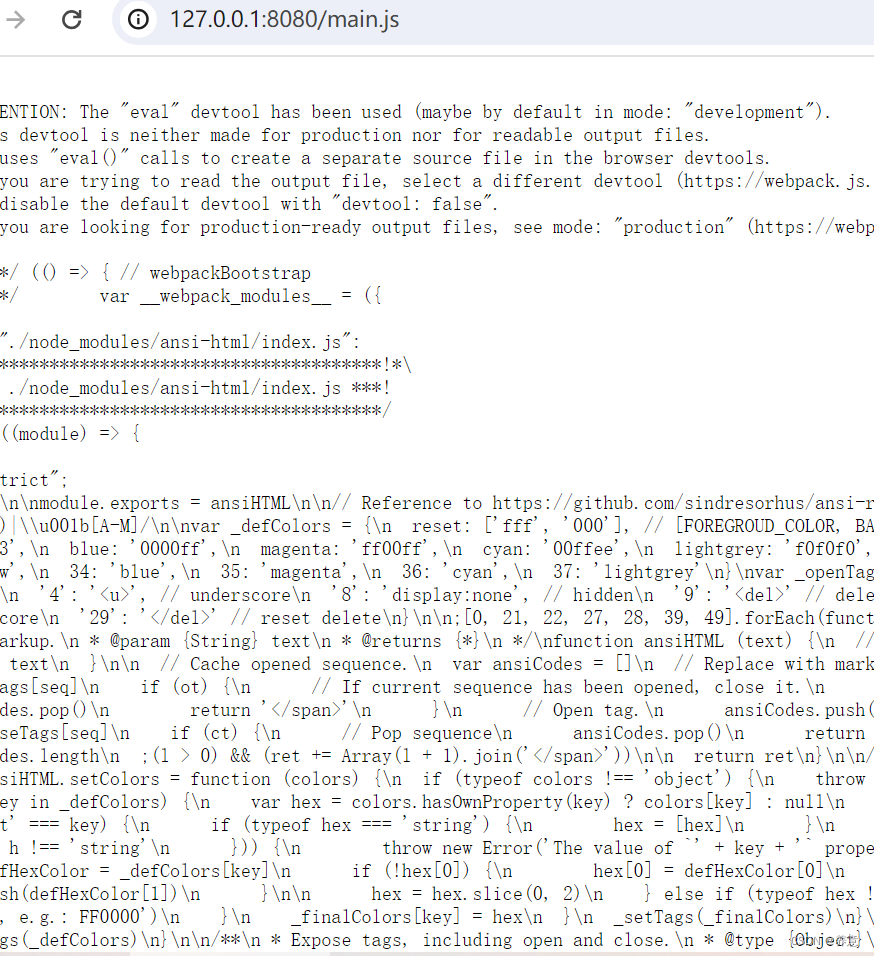 127.0.0.1:8080/main.js
ENTION: The "eval" devtool has been used (maybe by default in mode: "development").
s devtool is neither made for production nor for readable output files.
uses "eval()" calls to create a separate source file in the browser devtools.
you are trying to read the output file, select a different devtool (https://webpack.js.
disable the default devtool with "devtool: false".
you are looking for production-ready output files, see mode: "production" (https://webp
*/ (() => { // webpackBootstrap
*/ var __webpack_modules__ = ({
"./node_modules/ansi-html/index.js":
**************************************!*\
./node_modules/ansi-html/index.js ***!
**************************************/
((module) => {
trict";
\n\nmodule.exports = ansiHTML\n\n// Reference to https://github.com/sindresorhus/ansi-r
)|\\u001b[A-M]/\n\nvar _defColors = {\n reset: ['fff', '000'], // [FOREGROUD_COLOR, BA
3',\n blue: '0000ff',\n magenta: 'ff00ff',\n cyan: '00ffee',\n lightgrey: 'f0f0f0',
w',\n 34: 'blue',\n 35: 'magenta',\n 36: 'cyan',\n 37: 'lightgrey'\n}\nvar _openTag
\n '4': '<u>', // underscore\n '8': 'display:none', // hidden\n '9': '<del>' // dele
core\n '29': '</del>' // reset delete\n}\n\n;[0, 21, 22, 27, 28, 39, 49].forEach(funct
arkup.\n * @param {String} text\n * @returns {*}\n */\nfunction ansiHTML (text) {\n //
text\n }\n\n // Cache opened sequence.\n var ansiCodes = []\n // Replace with mark
ags[seq]\n if (ot) {\n // If current sequence has been opened, close it.\n
des.pop()\n return '</span>'\n }\n // Open tag.\n ansiCodes.push(
seTags[seq]\n if (ct) {\n // Pop sequence\n ansiCodes.pop()\n return
des.length\n ;(l > 0) && (ret += Array(l + 1).join('</span>'))\n\n return ret\n}\n\n/
siHTML.setColors = function (colors) {\n if (typeof colors !== 'object') {\n throw
ey in _defColors) {\n var hex = colors.hasOwnProperty(key) ? colors[key] : null\n
t' === key) {\n if (typeof hex === 'string') {\n hex = [hex]\n }\n
h !== 'string'\n })) {\n throw new Error('The value of `' + key + '` prope
fHexColor = _defColors[key]\n if (!hex[0]) {\n hex[0] = defHexColor[0]\n
sh(defHexColor[1])\n }\n\n hex = hex.slice(0, 2)\n } else if (typeof hex !
, e.g.: FF0000')\n }\n _finalColors[key] = hex\n }\n _setTags(_finalColors)\n}\
gs(_defColors)\n}\n\n/**\n * Expose tags, including open and close.\n * @type {Object}\